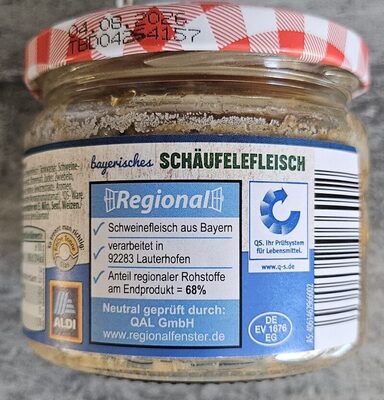 04.08.2026
TBD04254157
bayerisches SCHÄUFELEFLEISCH
Regional
Schweinefleisch aus Bayern
verarbeitet in
92283 Lauterhofen
Anteil regionaler Rohstoffe
am Endprodukt = 68%
Neutral geprüft durch:
QAL GmbH
www.regionalfenster.de
QS. Ihr Prüfsystem
für Lebensmittel.
www.q-s.de
ALDI
DE
EV 1676
EG